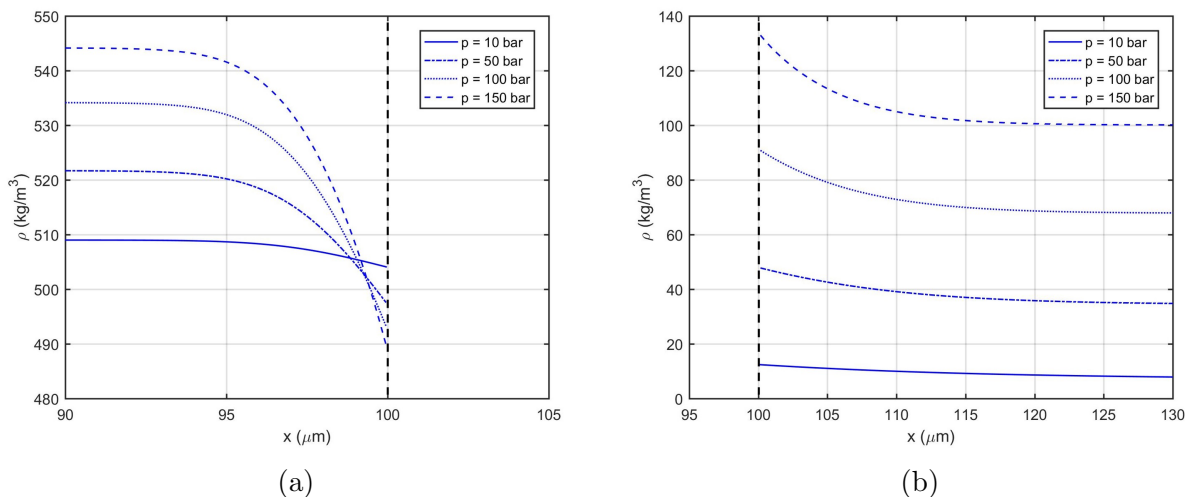 550
540
530
520
510
500
490
480
90
95
100
105
ρ (kg/m³)
x (μm)
p = 10 bar
p = 50 bar
p = 100 bar
p = 150 bar
(a)
140
120
100
80
60
40
20
0
95
100
105
110
115
120
125
130
ρ (kg/m³)
x (μm)
p = 10 bar
p = 50 bar
p = 100 bar
p = 150 bar
(b)